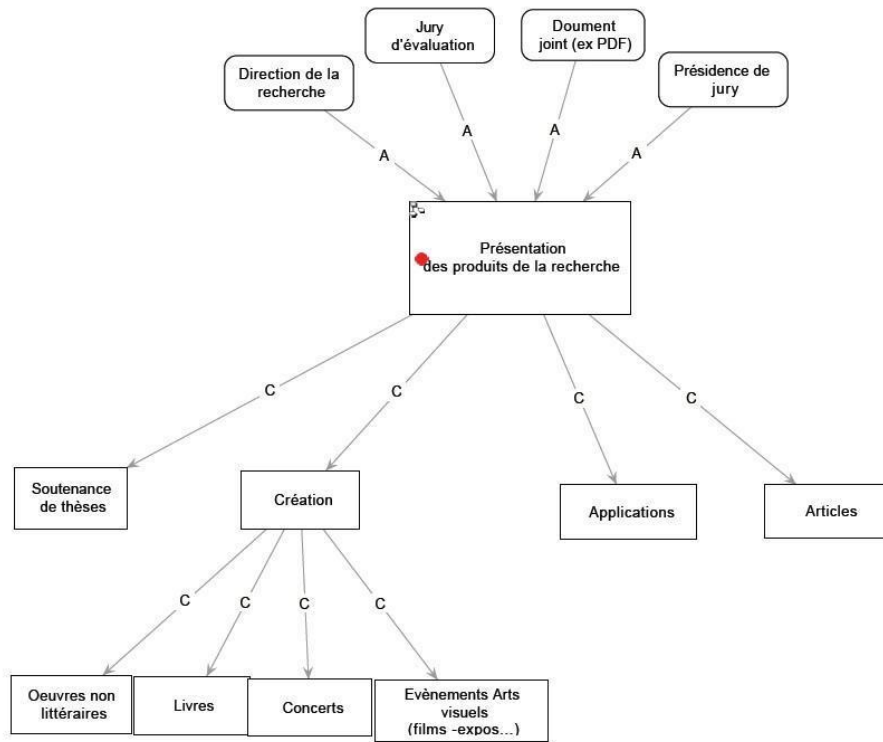 Jury
d'évaluation
Doument
joint (ex PDF)
Direction de la
recherche
Présidence de
jury
A
A
A
A
Présentation
des produits de la recherche
C
C
C
C
Soutenance
de thèses
Création
Applications
Articles
C
C
C
C
Oeuvres non
littéraires
Livres
Concerts
Evènements Arts
visuels
(films -expos...)